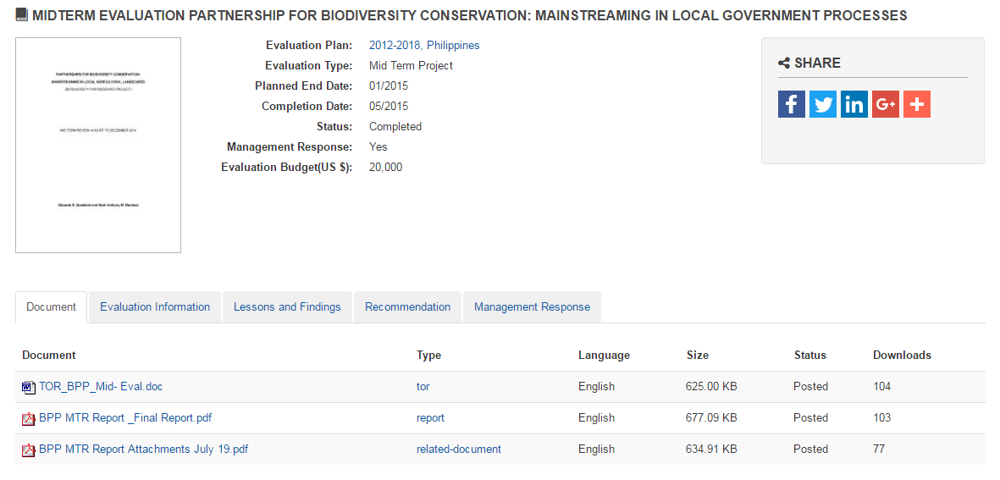 MIDTERM EVALUATION PARTNERSHIP FOR BIODIVERSITY CONSERVATION: MAINSTREAMING IN LOCAL GOVERNMENT PROCESSES
PARTNERSHIPS FOR BIODIVERSITY CONSERVATION:
MAINSTREAMING IN LOCAL AGRICULTURAL LANDSCAPES
(BIODIVERSITY PARTNERSHIPS PROJECT)
MID TERM REVIEW: AUGUST TO DECEMBER 2014
Evaluation Plan: 2012-2018, Philippines
Evaluation Type: Mid Term Project
Planned End Date: 01/2015
Completion Date: 05/2015
Status: Completed
Management Response: Yes
Evaluation Budget(US $): 20,000
SHARE
f in G+ +
Document Evaluation Information Lessons and Findings Recommendation Management Response
Document Type Language Size Status Downloads
TOR_BPP_Mid- Eval.doc tor English 625.00 KB Posted 104
BPP MTR Report _Final Report.pdf report English 677.09 KB Posted 103
BPP MTR Report Attachments July 19.pdf related-document English 634.91 KB Posted 77